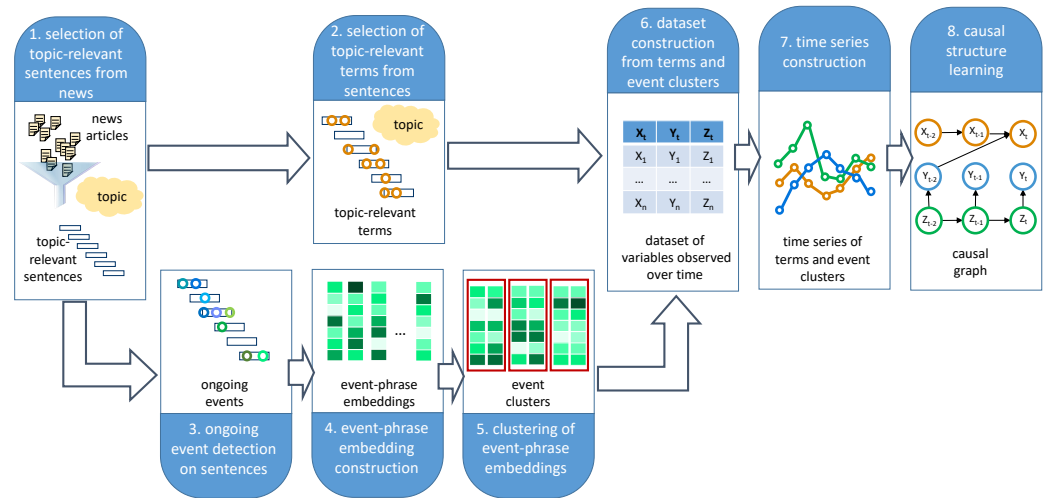 1. selection of
topic-relevant
sentences from
news
news
articles
topic
topic-
relevant
sentences
2. selection of
topic-relevant
terms from
sentences
topic
topic-relevant
terms
ongoing
events
3. ongoing
event detection
on sentences
...
event-phrase
embeddings
4. event-phrase
embedding
construction
event
clusters
5. clustering of
event-phrase
embeddings
6. dataset
construction
from terms and
event clusters
Xt Yt Zt
X1 Y1 Z1
... ... ...
Xn Yn Zn
dataset of
variables observed
over time
7. time series
construction
time series of
terms and event
clusters
8. causal
structure
learning
Xt-2 Xt-1 Xt
Yt-2 Yt-1 Yt
Zt-2 Zt-1 Zt
causal
graph